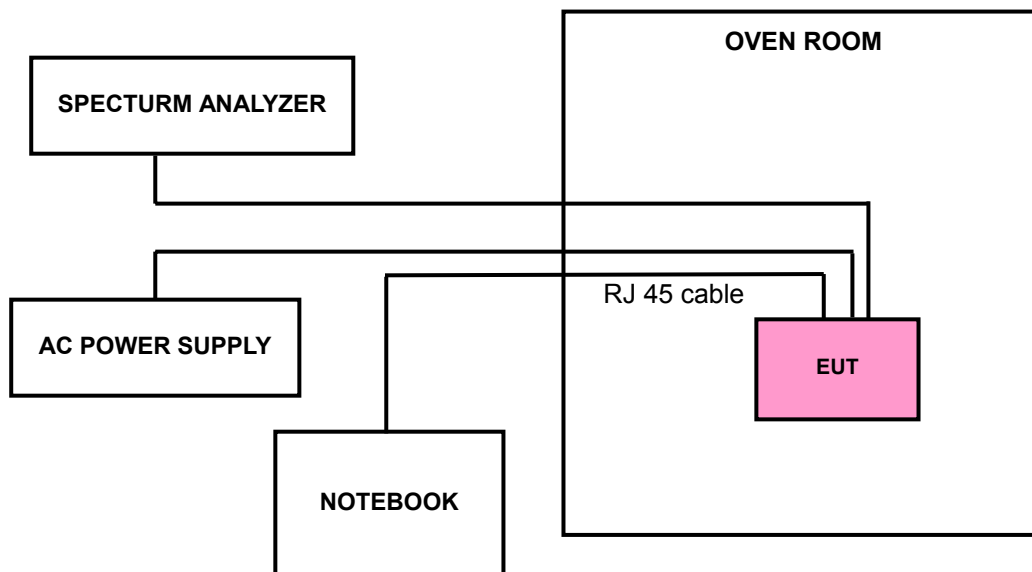 OVEN ROOM
SPECTURM ANALYZER
RJ 45 cable
AC POWER SUPPLY
EUT
NOTEBOOK